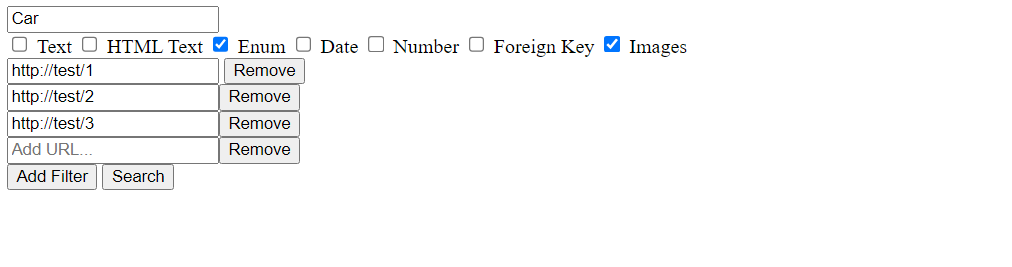 Car
Text HTML Text Enum Date Number Foreign Key Images
http://test/1 Remove
http://test/2 Remove
http://test/3 Remove
Add URL... Remove
Add Filter Search